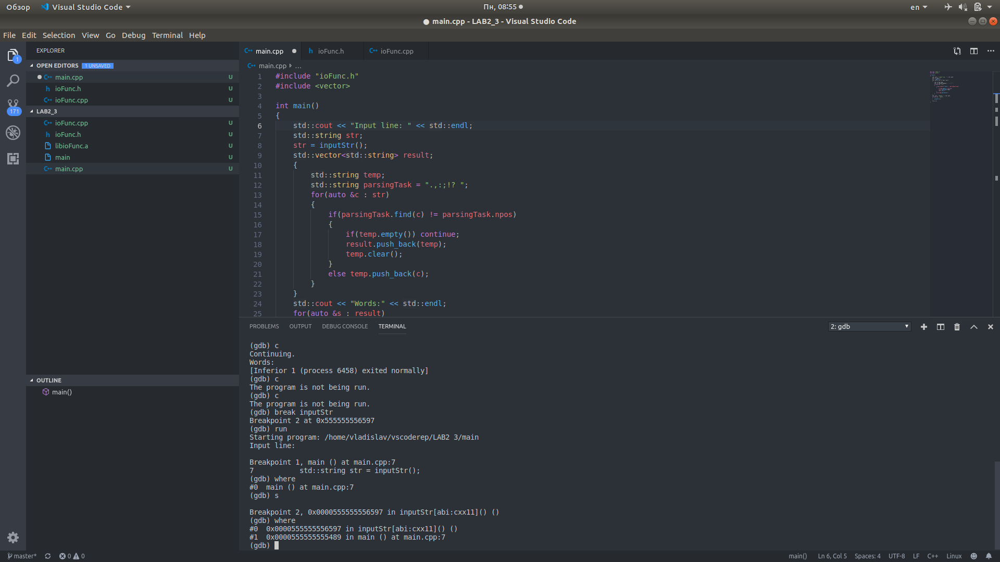 Обзор Visual Studio Code Пн, 08:55 en
main.cpp - LAB2_3 - Visual Studio Code
File Edit Selection View Go Debug Terminal Help
EXPLORER
1
OPEN EDITORS 1 UNSAVED
main.cpp U
ioFunc.h U
ioFunc.cpp U
171
LAB2_3
ioFunc.cpp U
ioFunc.h U
libioFunc.a U
main U
main.cpp U
OUTLINE
main()
main.cpp ioFunc.h ioFunc.cpp
main.cpp ...
1 #include "ioFunc.h"
2 #include <vector>
3
4 int main()
5 {
6 std::cout << "Input line: " << std::endl;
7 std::string str;
8 str = inputStr();
9 std::vector<std::string> result;
10 {
11 std::string temp;
12 std::string parsingTask = ".,:;!? ";
13 for(auto &c : str)
14 {
15 if(parsingTask.find(c) != parsingTask.npos)
16 {
17 if(temp.empty()) continue;
18 result.push_back(temp);
19 temp.clear();
20 }
21 else temp.push_back(c);
22 }
23 }
24 std::cout << "Words:" << std::endl;
25 for(auto &s : result)
PROBLEMS OUTPUT DEBUG CONSOLE TERMINAL 2: gdb
(gdb) c
Continuing.
Words:
[Inferior 1 (process 6458) exited normally]
(gdb) c
The program is not being run.
(gdb) c
The program is not being run.
(gdb) break inputStr
Breakpoint 2 at 0x555555556597
(gdb) run
Starting program: /home/vladislav/vscoderep/LAB2_3/main
Input line:
Breakpoint 1, main () at main.cpp:7
7 std::string str = inputStr();
(gdb) where
#0 main () at main.cpp:7
(gdb) s
Breakpoint 2, 0x0000555555556597 in inputStr[abi:cxx11]() ()
(gdb) where
#0 0x0000555555556597 in inputStr[abi:cxx11]() ()
#1 0x0000555555555489 in main () at main.cpp:7
(gdb)
master* 0 0 main() Ln 6, Col 5 Spaces: 4 UTF-8 LF C++ Linux